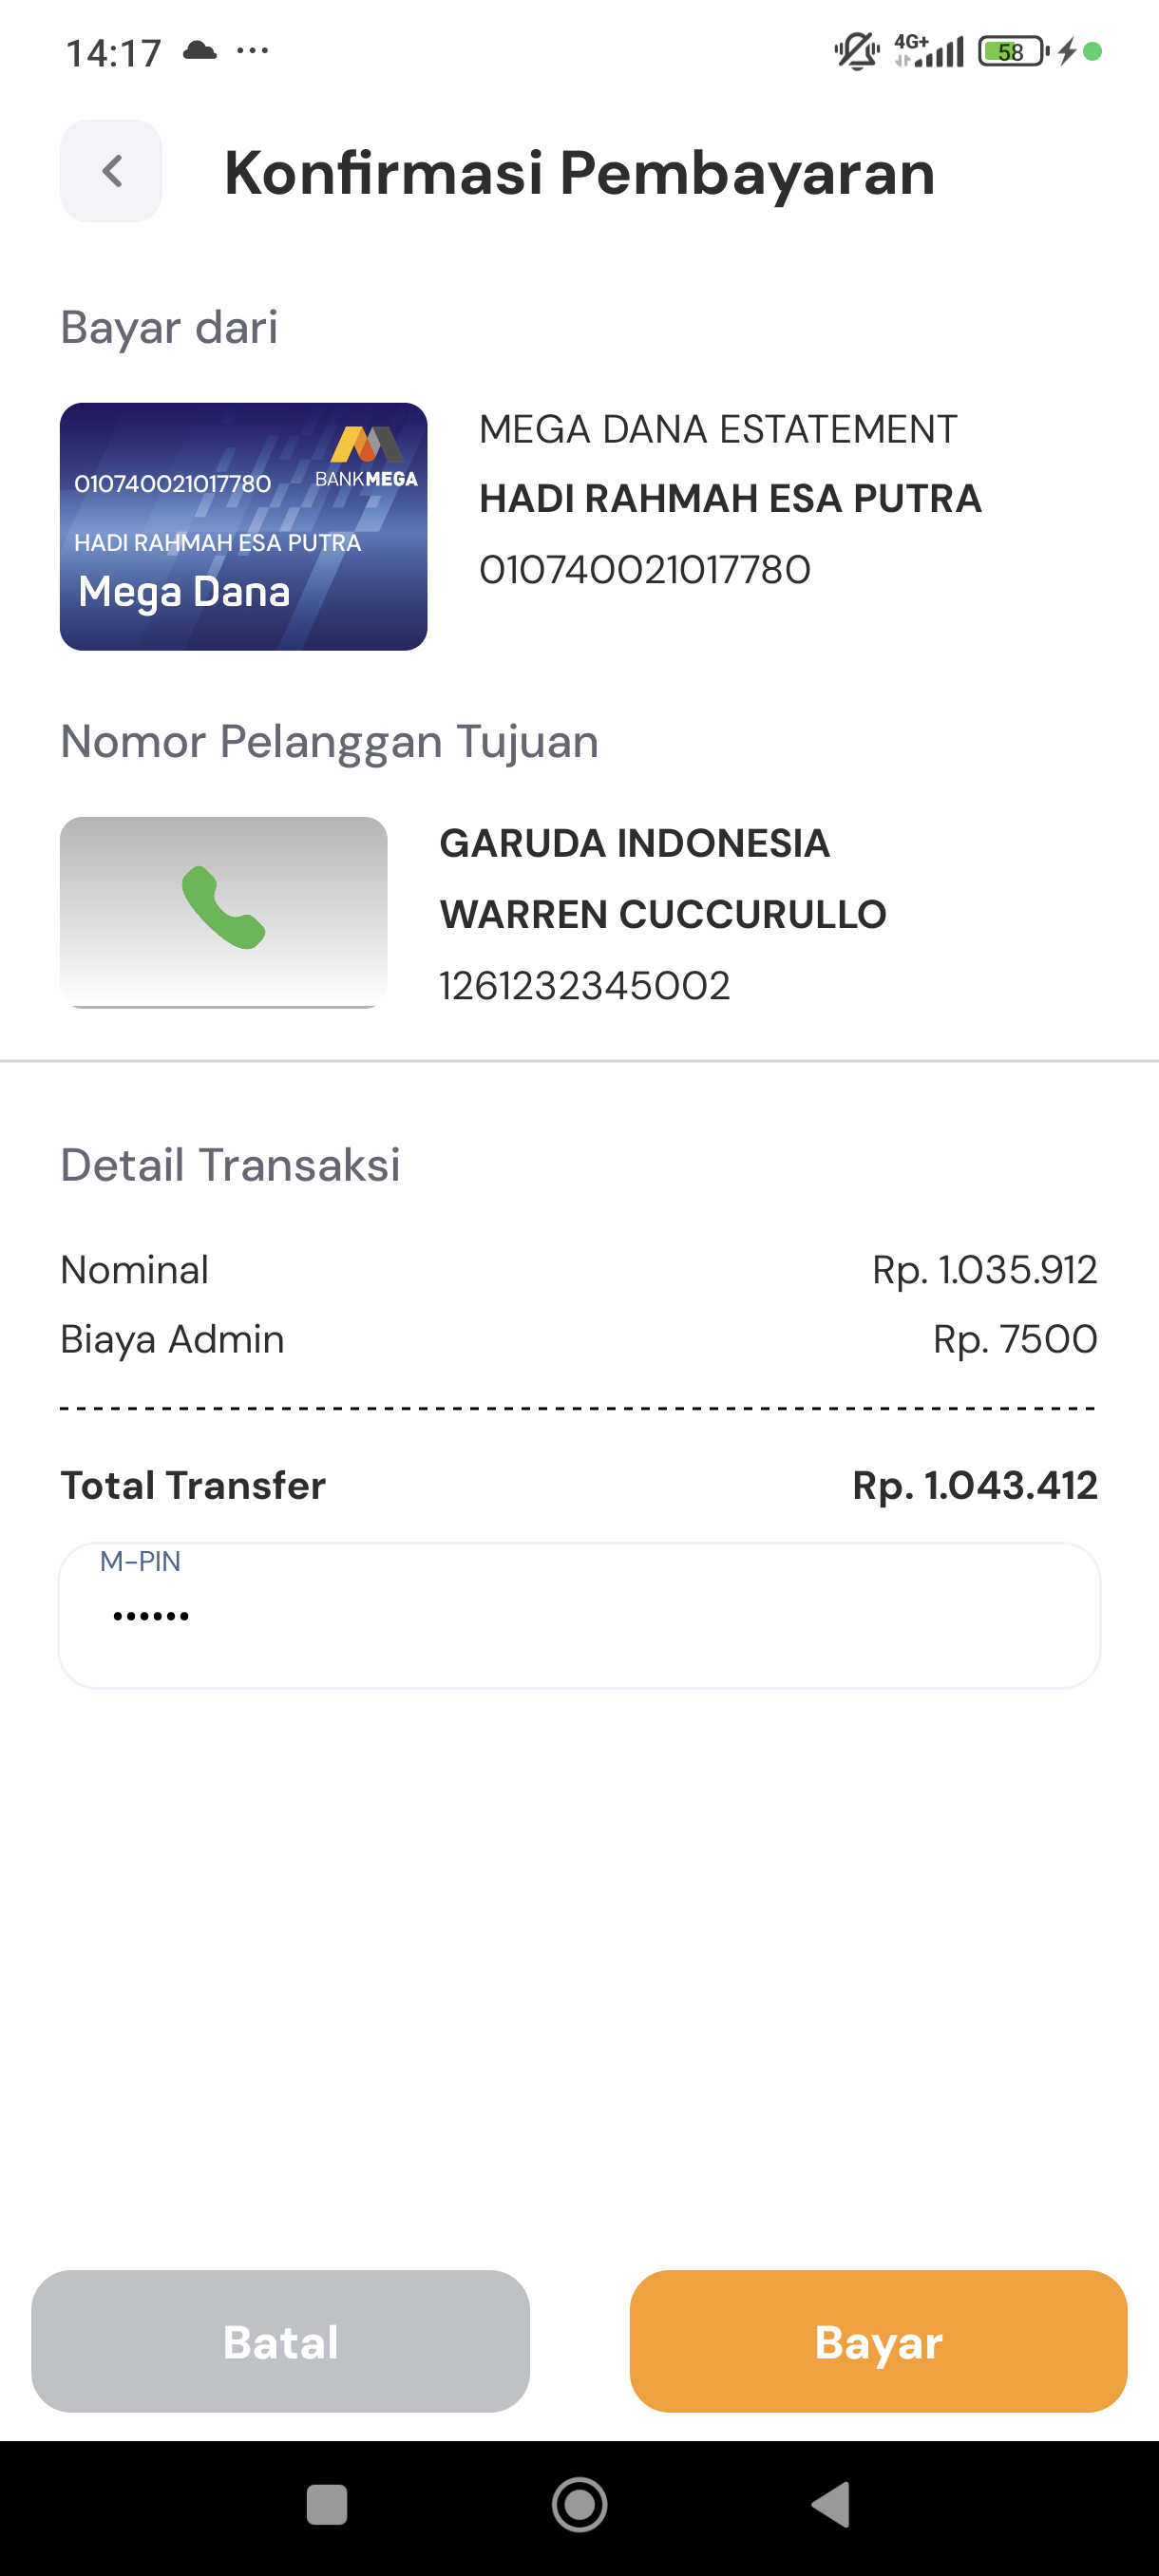 14:17
4G+
58
Konfirmasi Pembayaran
Bayar dari
010740021017780
BANK MEGA
HADI RAHMAH ESA PUTRA
Mega Dana
MEGA DANA ESTATEMENT
HADI RAHMAH ESA PUTRA
010740021017780
Nomor Pelanggan Tujuan
GARUDA INDONESIA
WARREN CUCCURULLO
1261232345002
Detail Transaksi
Nominal Rp. 1.035.912
Biaya Admin Rp. 7500
Total Transfer Rp. 1.043.412
M-PIN
••••••
Batal Bayar